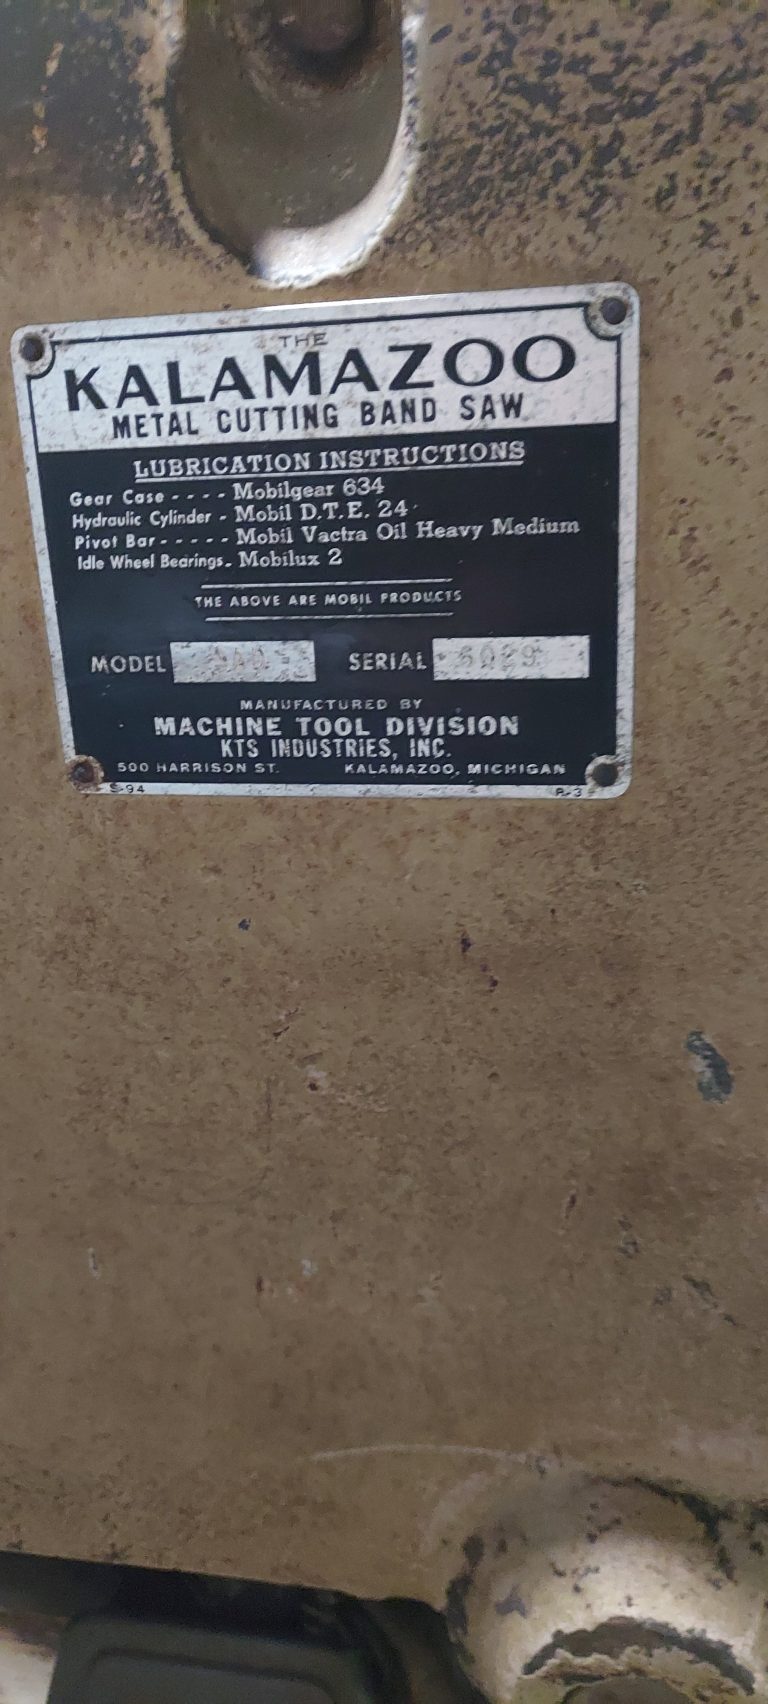 THE
KALAMAZOO
METAL CUTTING BAND SAW
LUBRICATION INSTRUCTIONS
Gear Case - - - - Mobilgear 634
Hydraulic Cylinder - Mobil D.T.E. 24
Pivot Bar - - - - - Mobil Vactra Oil Heavy Medium
Idle Wheel Bearings. Mobilux 2
THE ABOVE ARE MOBIL PRODUCTS
MODEL SERIAL
MANUFACTURED BY
MACHINE TOOL DIVISION
KTS INDUSTRIES, INC.
500 HARRISON ST. KALAMAZOO, MICHIGAN
S-94 R-3